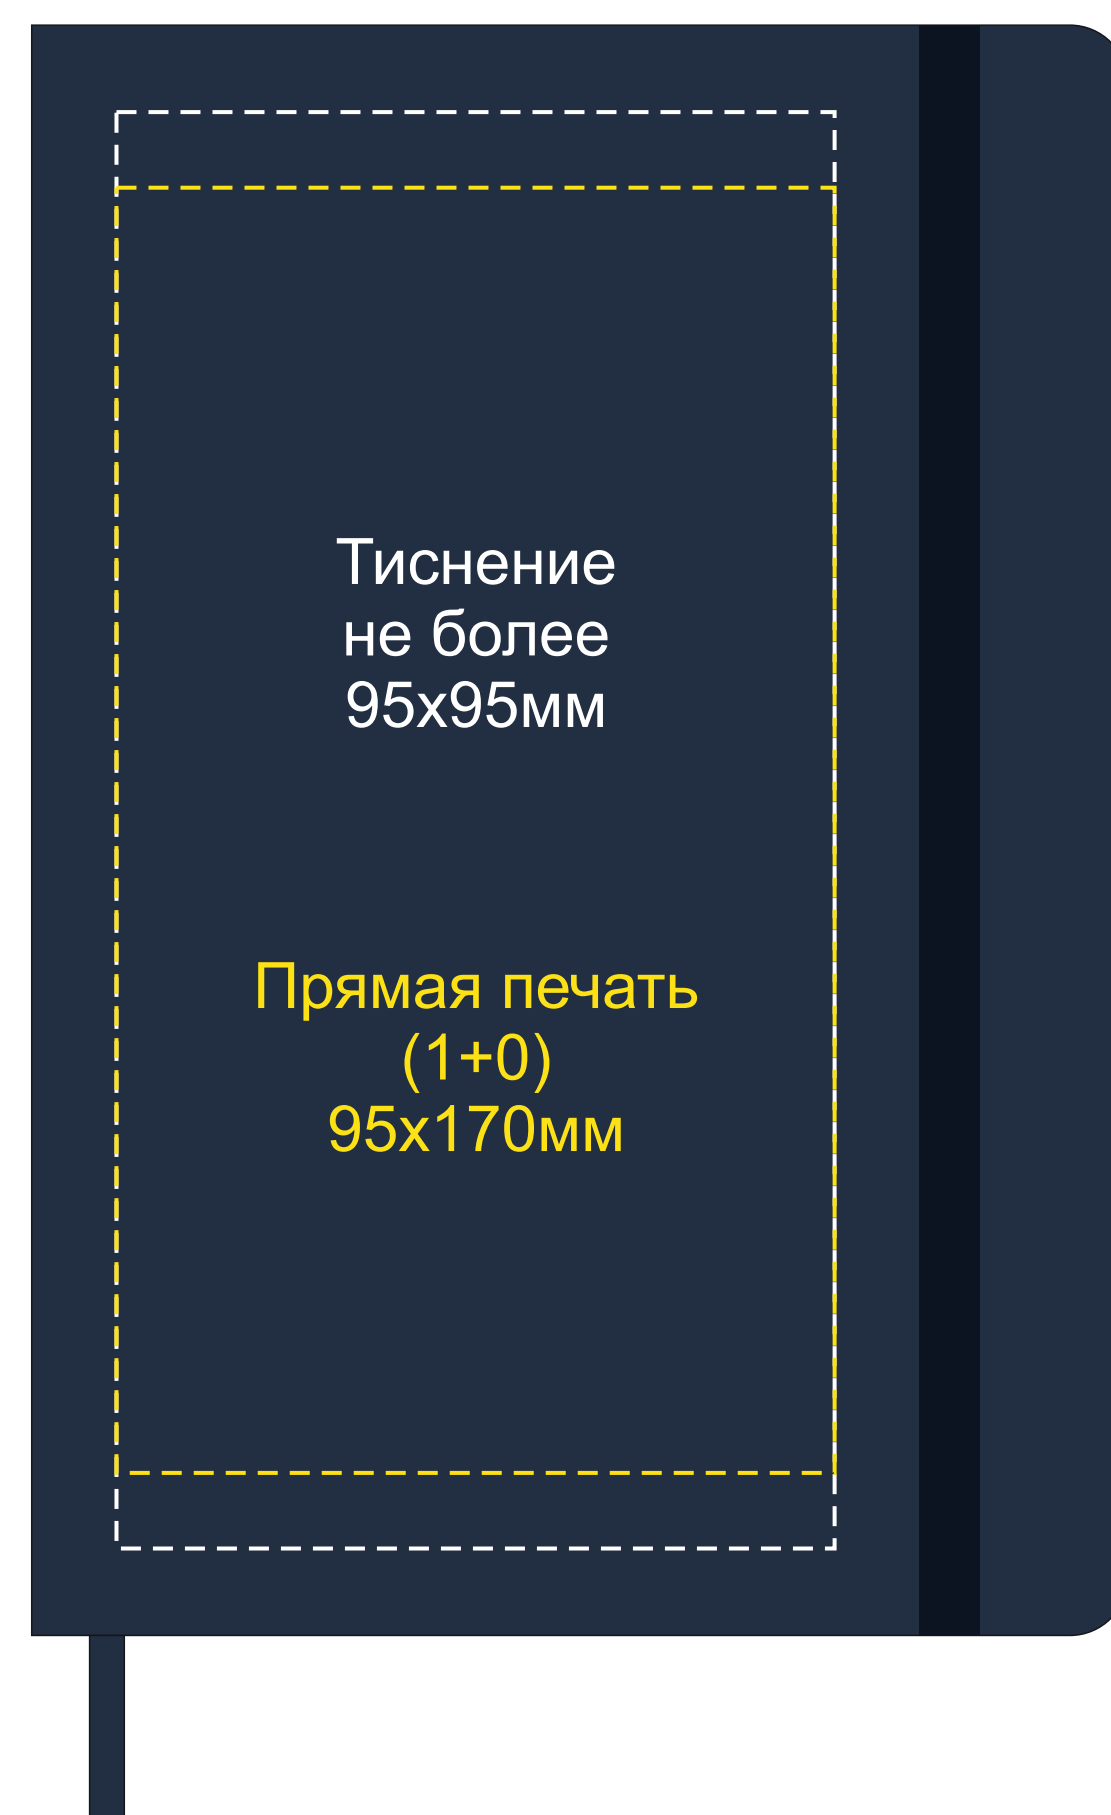 Тиснение
не более
95х95мм
Прямая печать
(1+0)
95х170мм